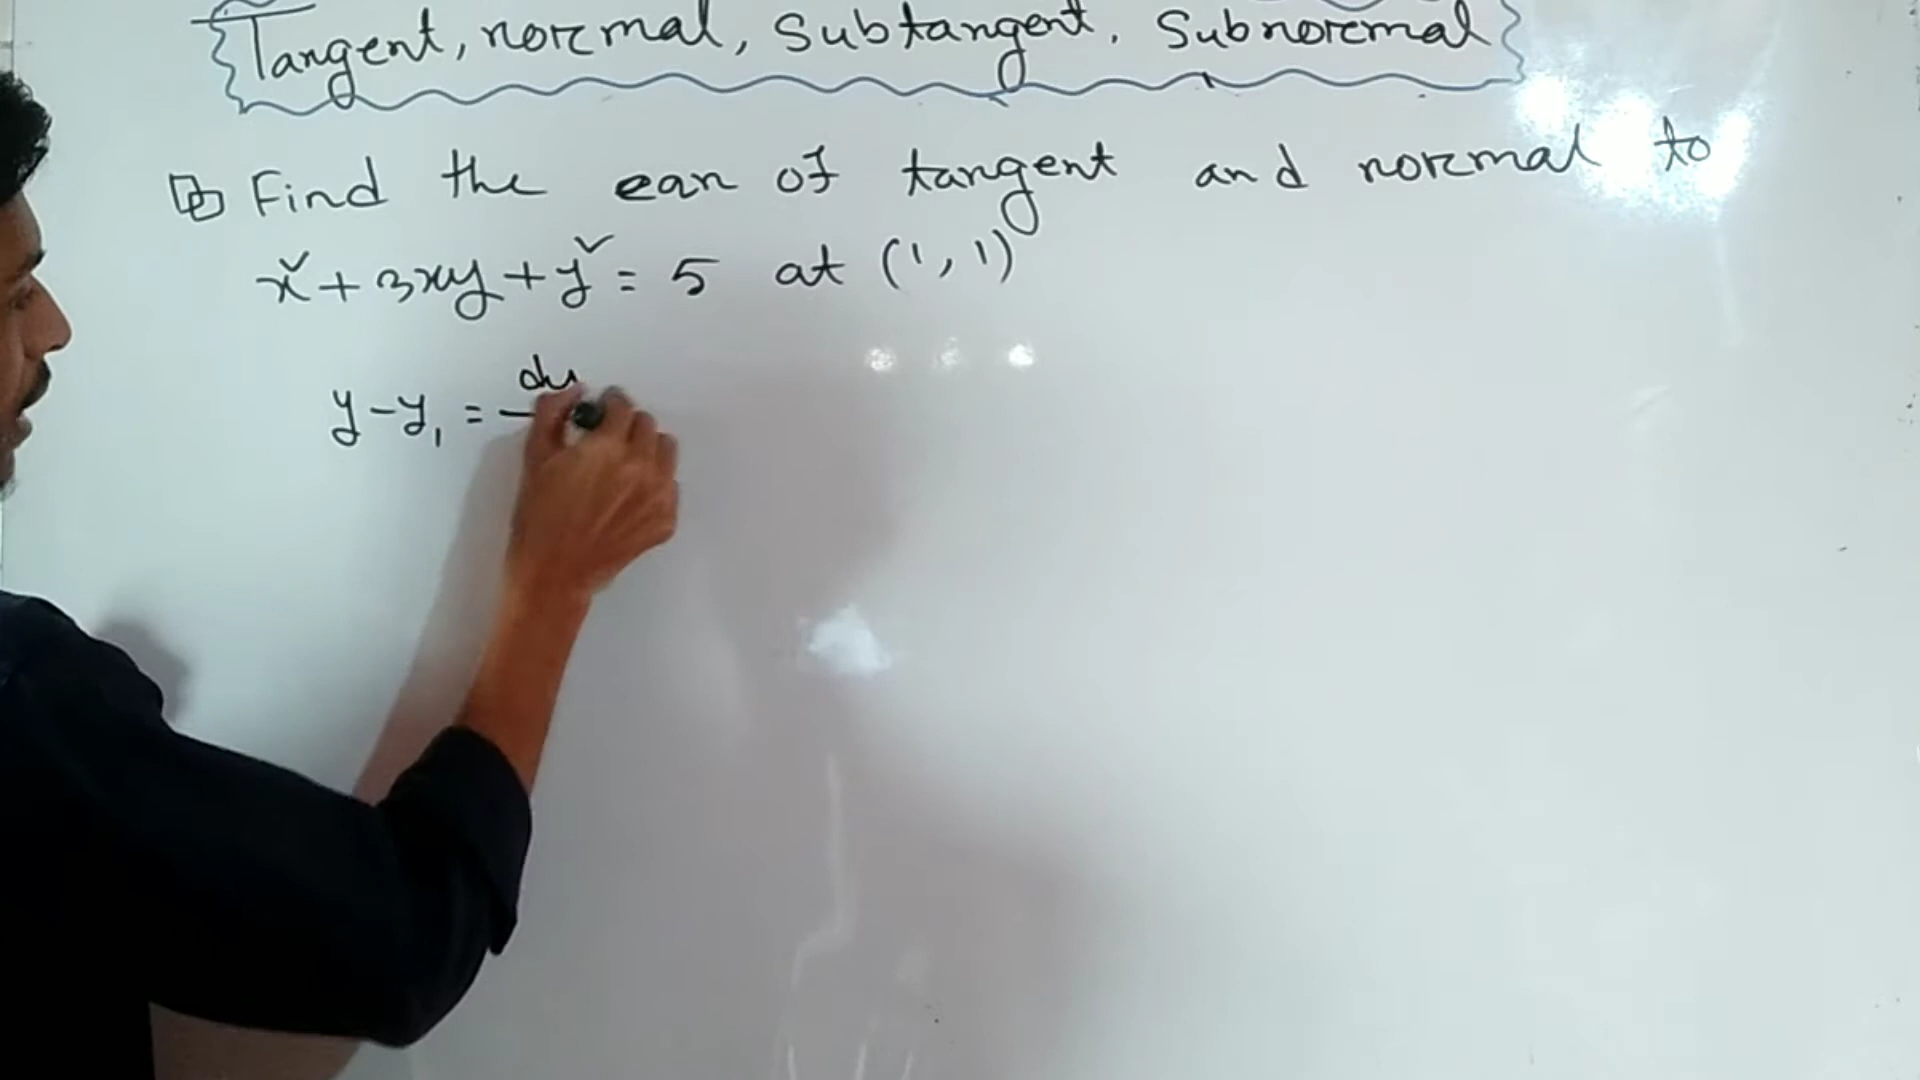 Tangent, normal, Subtangent, Subnormal
Find the eqn of tangent and normal to
x² + 3xy + y² = 5 at (1, 1)
y - y₁ = dy